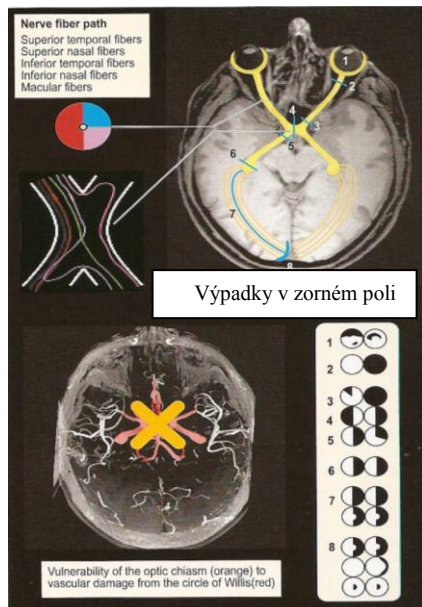 Nerve fiber path
Superior temporal fibers
Superior nasal fibers
Inferior temporal fibers
Inferior nasal fibers
Macular fibers
1
2
3
4
5
6
7
8
Výpadky v zorném poli
1
2
3
4
5
6
7
8
Vulnerability of the optic chiasm (orange) to
vascular damage from the circle of Willis(red)